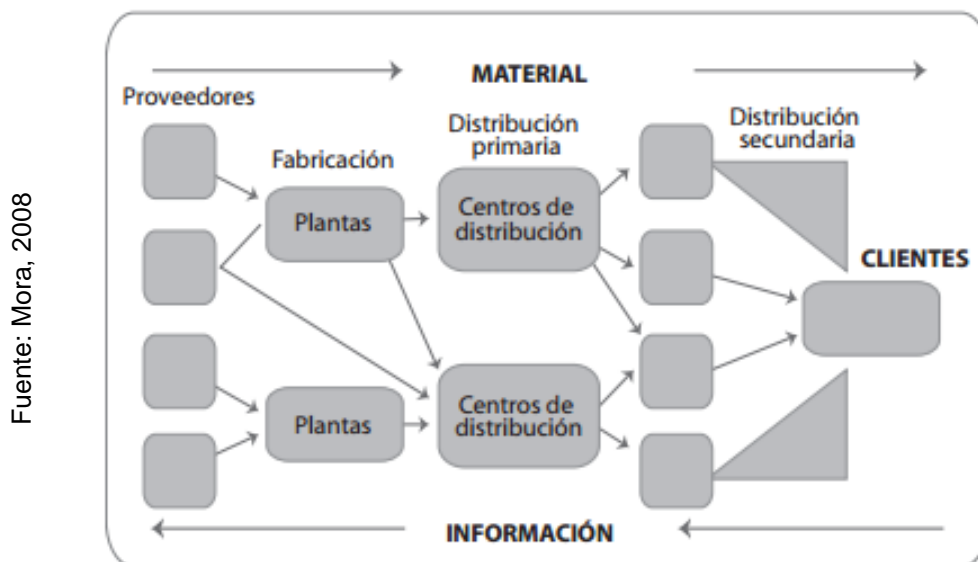 Fuente: Mora, 2008
MATERIAL
Proveedores
Fabricación
Distribución
primaria
Distribución
secundaria
Plantas
Centros de
distribución
CLIENTES
Plantas
Centros de
distribución
INFORMACIÓN